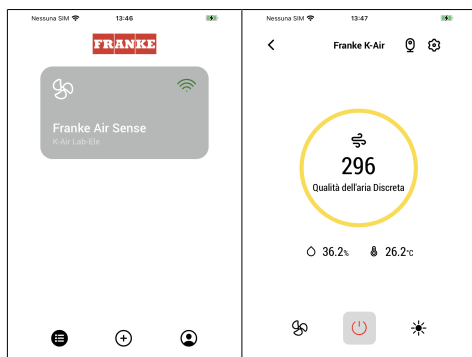 Nessuna SIM
13:46
FRANKE
Franke Air Sense
K-Air Lab-Efe
Nessuna SIM
13:47
Franke K-Air
296
Qualità dell'aria Discreta
36.2%
26.2°C